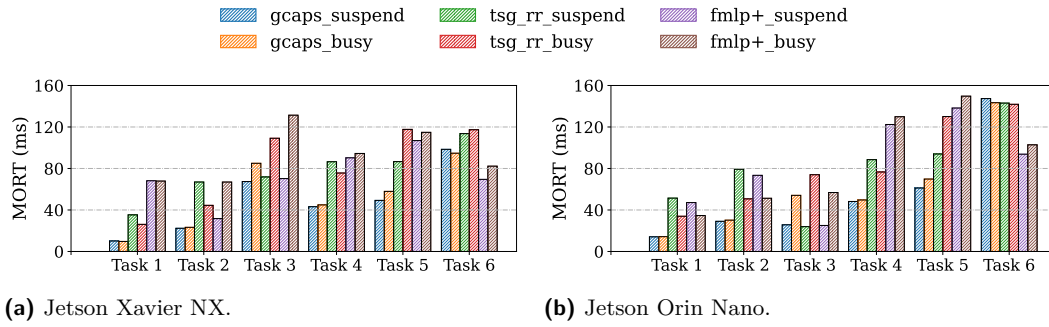 gcaps_suspend tsg_rr_suspend fmlp+_suspend
gcaps_busy tsg_rr_busy fmlp+_busy
160
120
80
40
0
MORT (ms)
Task 1 Task 2 Task 3 Task 4 Task 5 Task 6
(a) Jetson Xavier NX.
160
120
80
40
0
MORT (ms)
Task 1 Task 2 Task 3 Task 4 Task 5 Task 6
(b) Jetson Orin Nano.